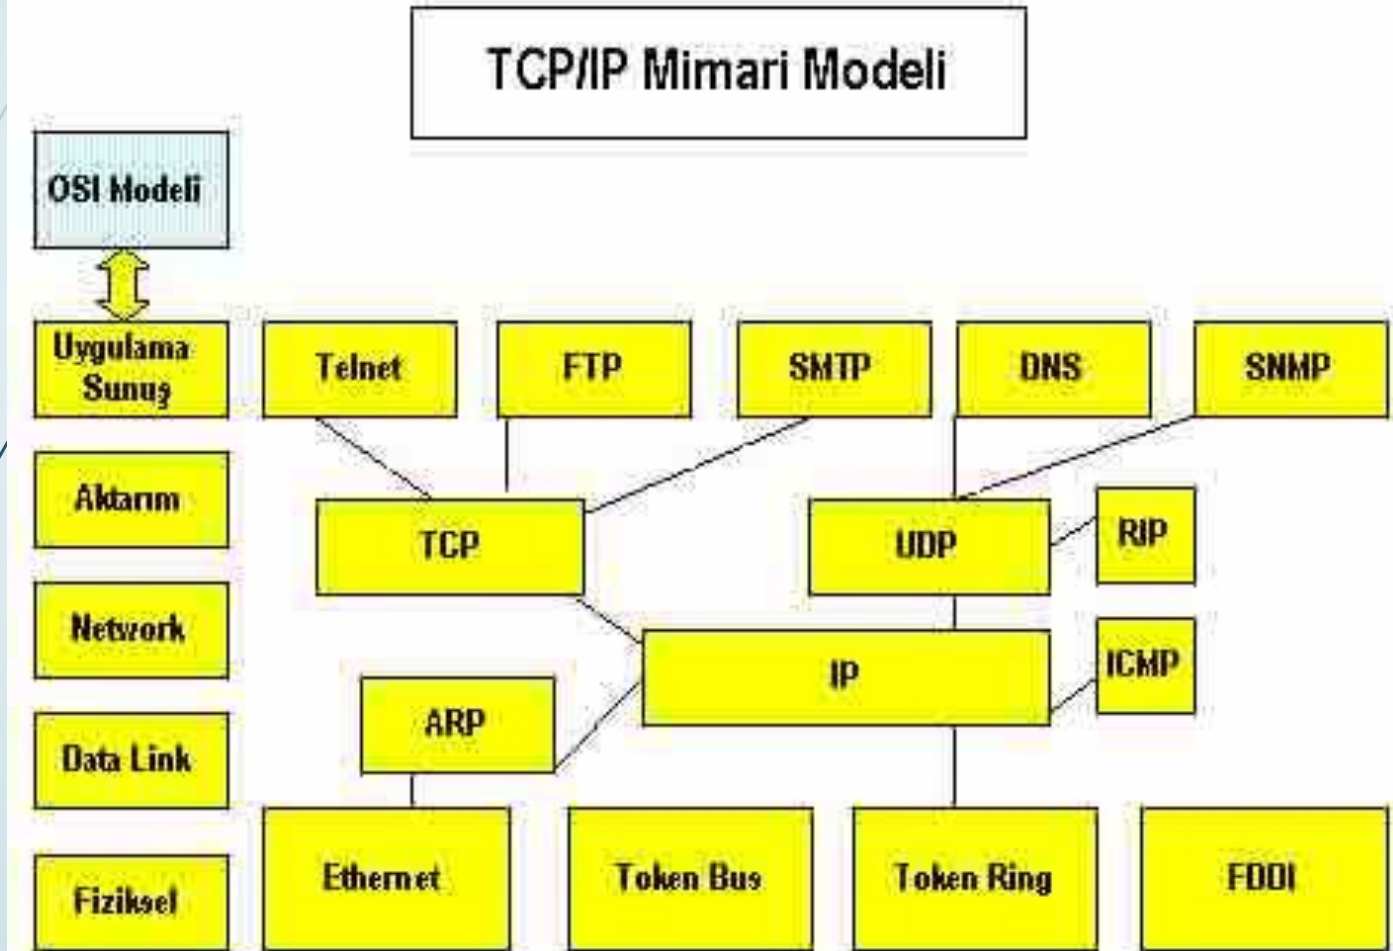 TCP/IP Mimari Modeli
OSI Modeli
Uygulama
Sunuş
Telnet
FTP
SMTP
DNS
SNMP
Aktarım
TCP
UDP
RIP
Network
IP
ICMP
ARP
Data Link
Ethernet
Token Bus
Token Ring
FDDI
Fiziksel